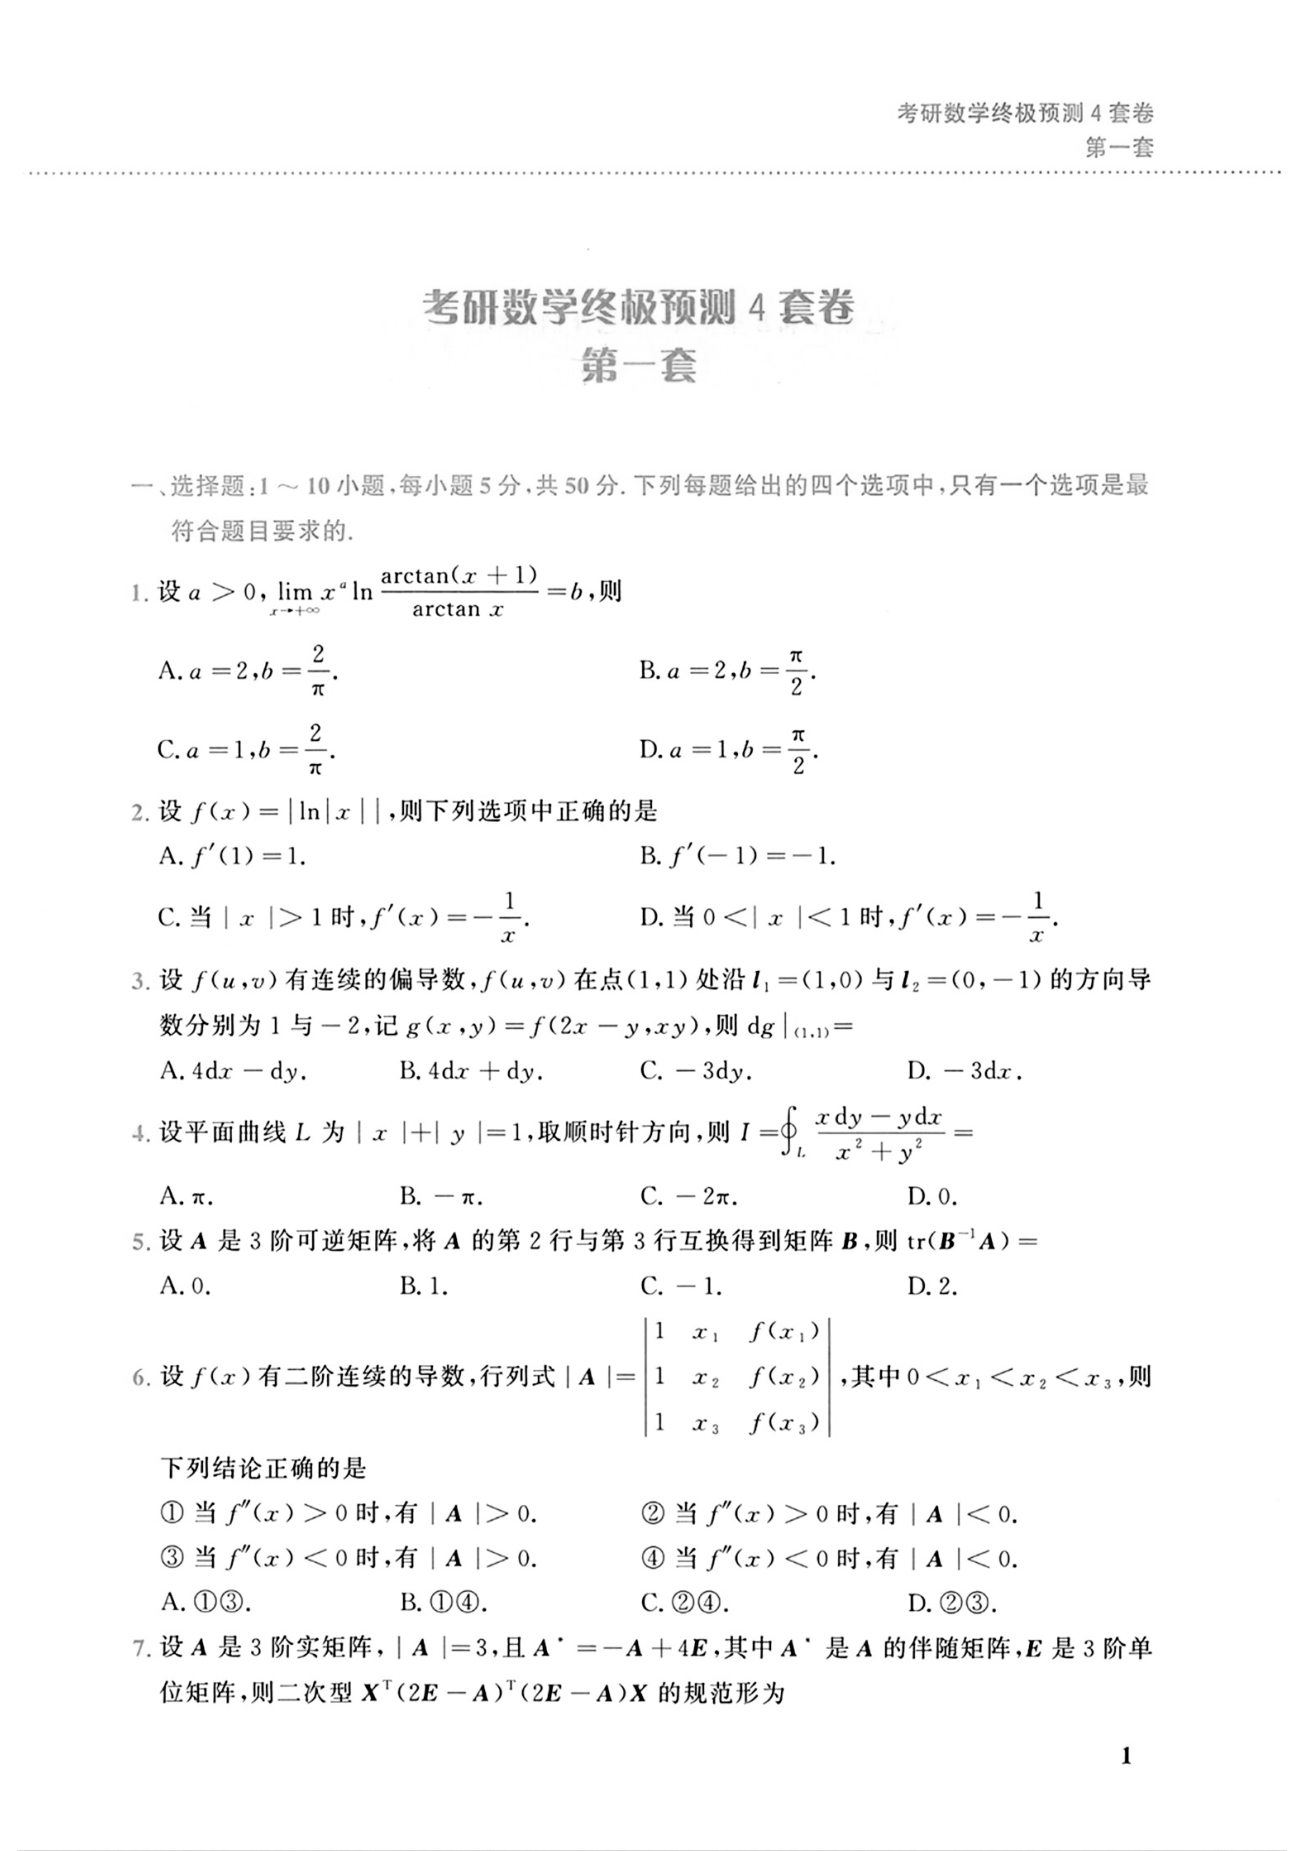 考研数学终极预测 4 套卷
第一套
考研数学终极预测 4 套卷
第一套
一、选择题:1～10 小题,每小题 5 分,共 50 分.下列每题给出的四个选项中,只有一个选项是最
符合题目要求的.
1. 设 a > 0, lim_{x→+∞} x^a ln \frac{arctan(x + 1)}{arctan x} = b,则
A. a = 2,b = \frac{2}{π}. B. a = 2,b = \frac{π}{2}.
C. a = 1,b = \frac{2}{π}. D. a = 1,b = \frac{π}{2}.
2. 设 f(x) = |ln|x||,则下列选项中正确的是
A. f′(1) = 1. B. f′(− 1) = − 1.
C. 当 | x |> 1 时,f′(x) = − \frac{1}{x}. D. 当 0 <| x |< 1 时,f′(x) = − \frac{1}{x}.
3. 设 f(u,v) 有连续的偏导数,f(u,v) 在点(1,1) 处沿 l₁ = (1,0) 与 l₂ = (0,− 1) 的方向导
数分别为 1 与 − 2,记 g(x,y) = f(2x − y,xy),则 dg |_{(1,1)} =
A. 4dx − dy. B. 4dx + dy. C. − 3dy. D. − 3dx.
4. 设平面曲线 L 为 | x |+| y |= 1,取顺时针方向,则 I = ∮_L \frac{xdy − ydx}{x² + y²} =
A. π. B. − π. C. − 2π. D. 0.
5. 设 A 是 3 阶可逆矩阵,将 A 的第 2 行与第 3 行互换得到矩阵 B,则 tr(B⁻¹A) =
A. 0. B. 1. C. − 1. D. 2.
6. 设 f(x) 有二阶连续的导数,行列式 | A |= \begin{vmatrix} 1 & x₁ & f(x₁) \\ 1 & x₂ & f(x₂) \\ 1 & x₃ & f(x₃) \end{vmatrix},其中 0 < x₁ < x₂ < x₃,则
下列结论正确的是
① 当 f″(x) > 0 时,有 | A |> 0. ② 当 f″(x) > 0 时,有 | A |< 0.
③ 当 f″(x) < 0 时,有 | A |> 0. ④ 当 f″(x) < 0 时,有 | A |< 0.
A. ①③. B. ①④. C. ②④. D. ②③.
7. 设 A 是 3 阶实矩阵, | A |= 3,且 A* = − A + 4E,其中 A* 是 A 的伴随矩阵,E 是 3 阶单
位矩阵,则二次型 Xᵀ(2E − A)ᵀ(2E − A)X 的规范形为
1